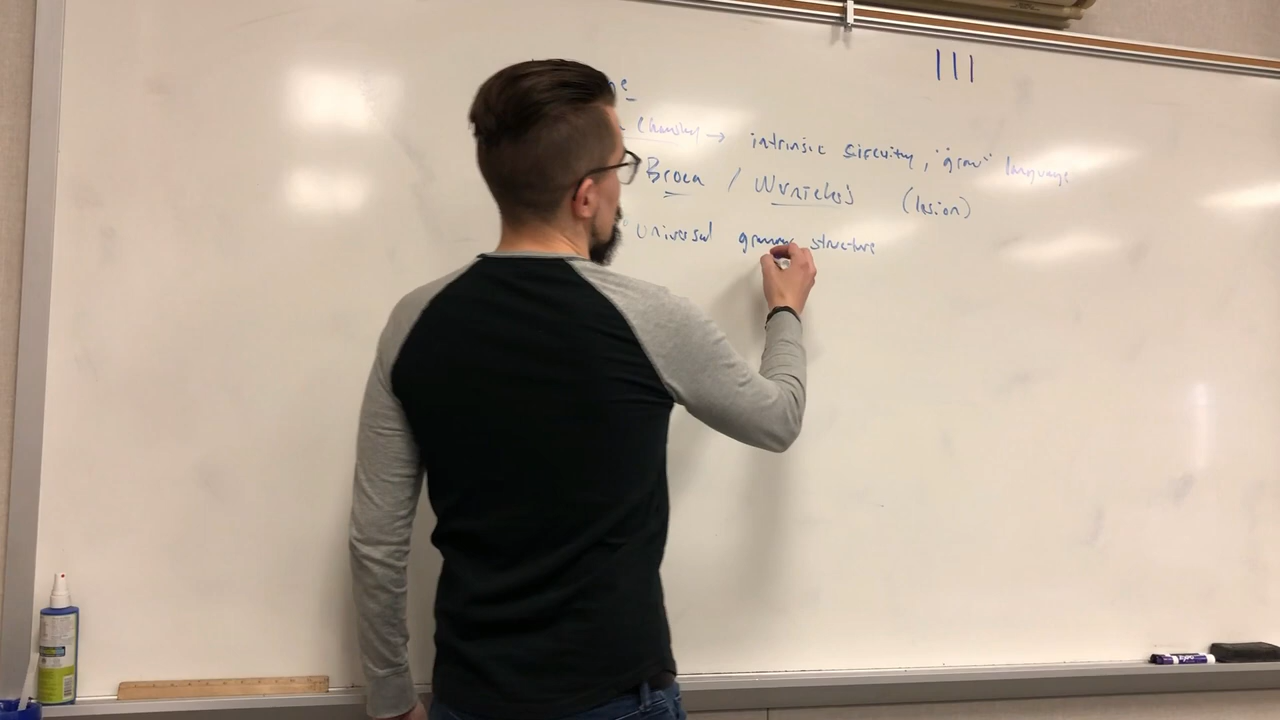 III
Chomsky → intrinsic circuitry, "grow" language
Broca / Wernicke's (lesion)
universal grammar structure